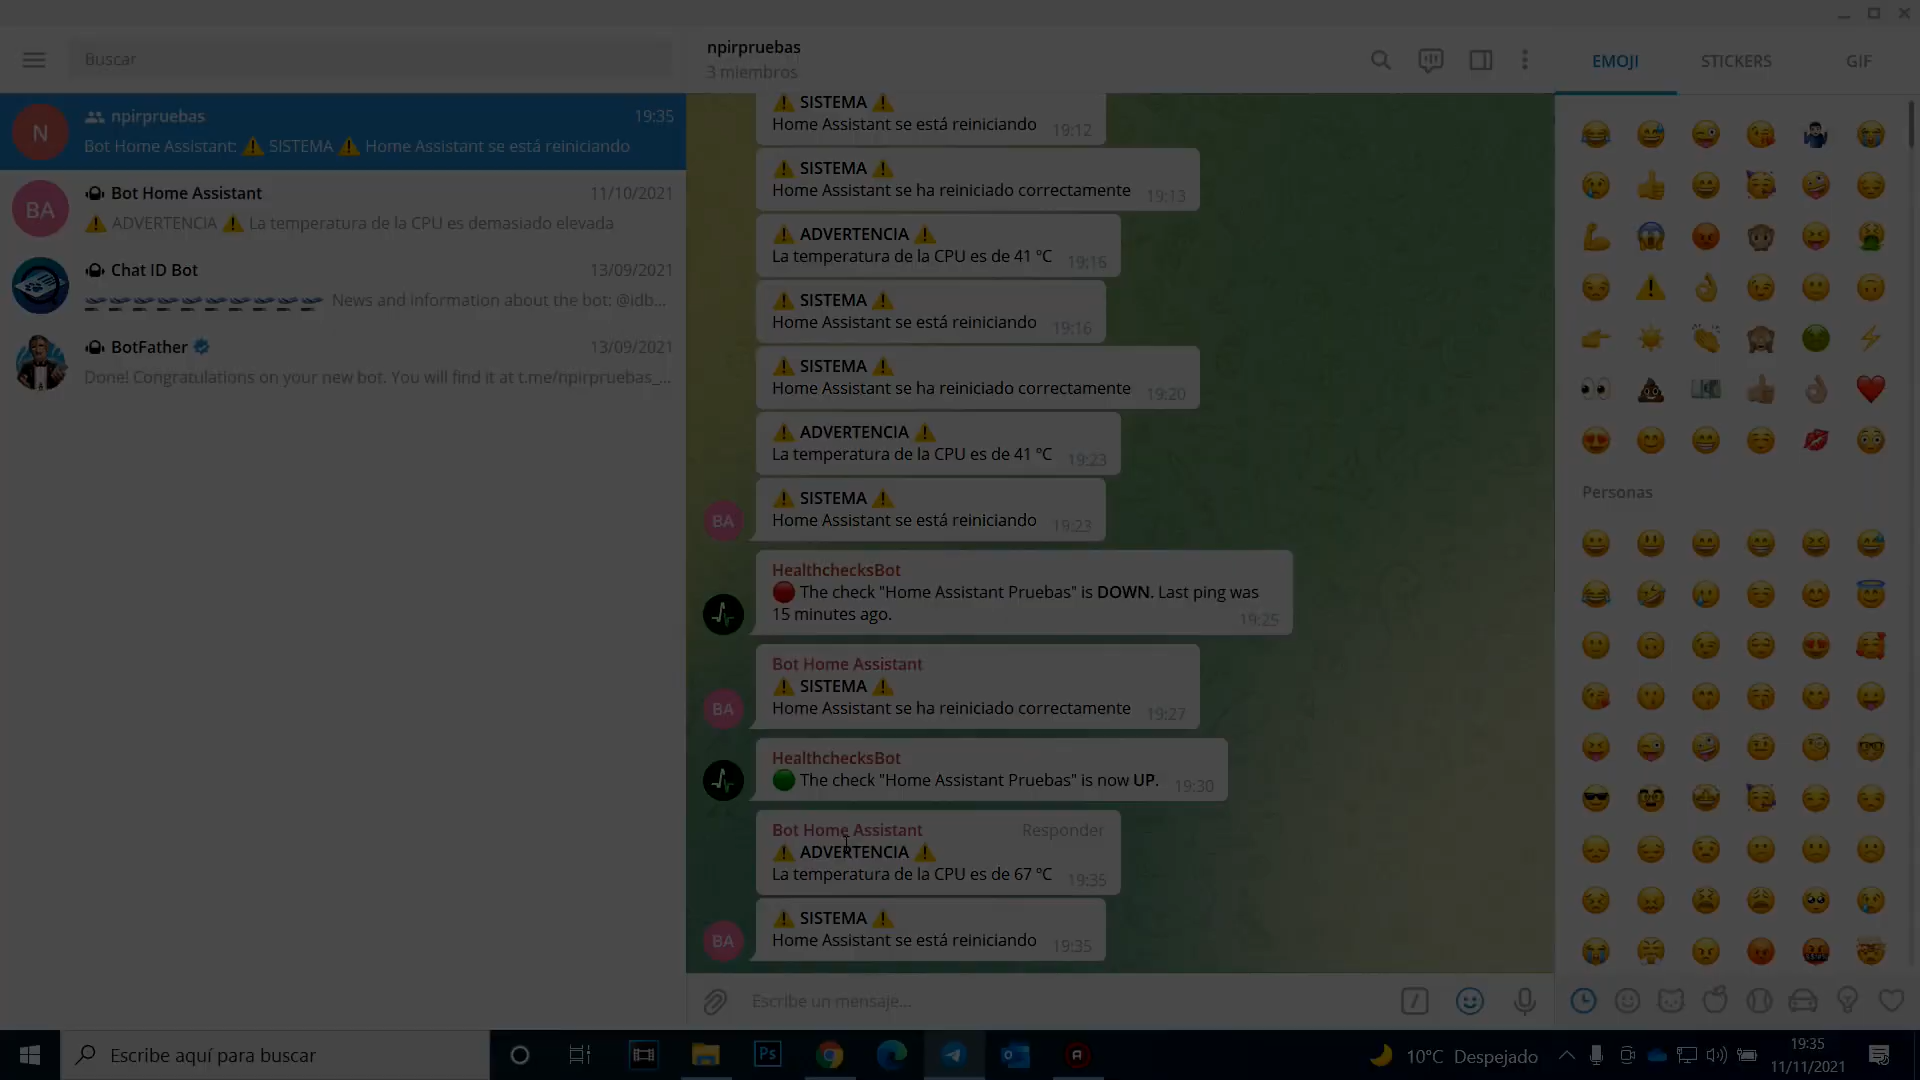 Buscar
N
npirpruebas
19:35
Bot Home Assistant: ⚠ SISTEMA ⚠ Home Assistant se está reiniciando
BA
Bot Home Assistant
11/10/2021
⚠ ADVERTENCIA ⚠ La temperatura de la CPU es demasiado elevada
Chat ID Bot
13/09/2021
News and information about the bot: @idb...
BotFather
13/09/2021
Done! Congratulations on your new bot. You will find it at t.me/npirpruebas_...
npirpruebas
3 miembros
⚠ SISTEMA ⚠
Home Assistant se está reiniciando 19:12
⚠ SISTEMA ⚠
Home Assistant se ha reiniciado correctamente 19:13
⚠ ADVERTENCIA ⚠
La temperatura de la CPU es de 41 ºC 19:16
⚠ SISTEMA ⚠
Home Assistant se está reiniciando 19:16
⚠ SISTEMA ⚠
Home Assistant se ha reiniciado correctamente 19:20
⚠ ADVERTENCIA ⚠
La temperatura de la CPU es de 41 ºC 19:23
⚠ SISTEMA ⚠
BA
Home Assistant se está reiniciando 19:23
HealthchecksBot
🔴 The check "Home Assistant Pruebas" is DOWN. Last ping was
15 minutes ago. 19:25
Bot Home Assistant
⚠ SISTEMA ⚠
BA
Home Assistant se ha reiniciado correctamente 19:27
HealthchecksBot
🟢 The check "Home Assistant Pruebas" is now UP. 19:30
Bot Home Assistant Responder
⚠ ADVERTENCIA ⚠
La temperatura de la CPU es de 67 ºC 19:35
⚠ SISTEMA ⚠
BA
Home Assistant se está reiniciando 19:35
Escribe un mensaje...
EMOJI STICKERS GIF
Personas
Escribe aquí para buscar
Ps
10°C Despejado
19:35
11/11/2021